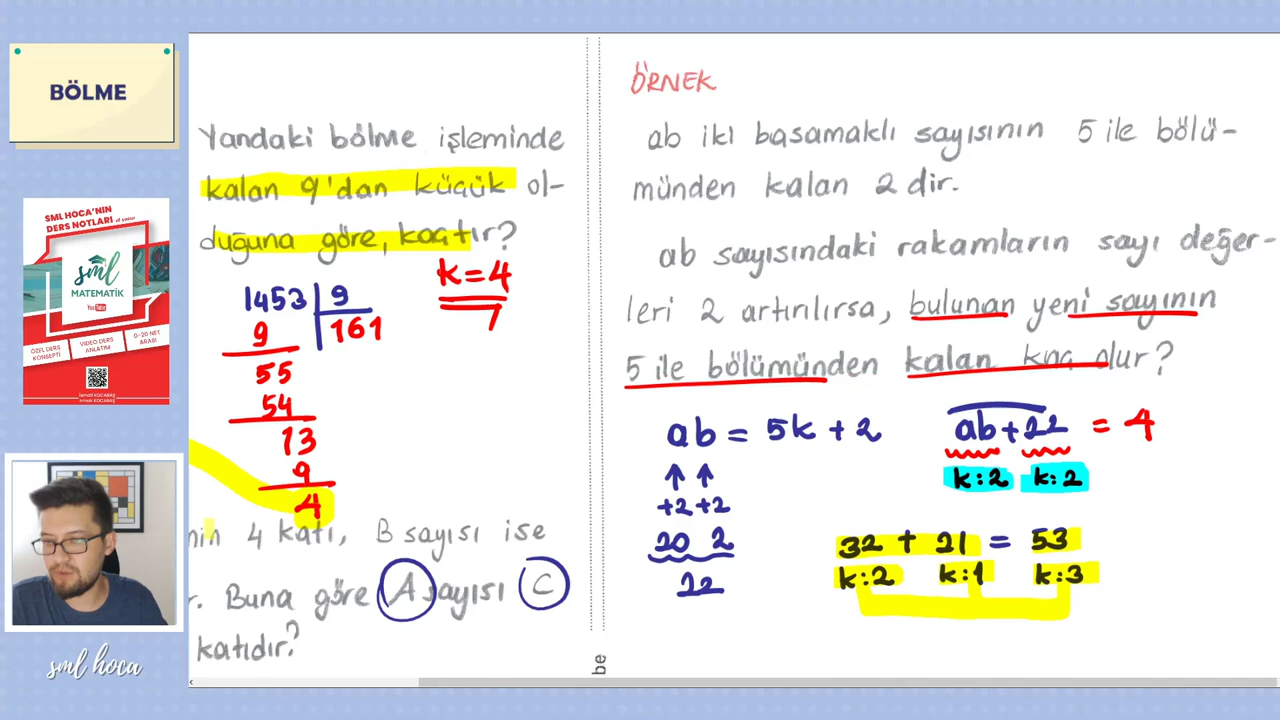 BÖLME
SML HOCA'NIN
DERS NOTLARI
sml
MATEMATİK
YouTube
ÖZEL DERS
KONSEPTİ
VIDEO DERS
ANLATIM
0-20 NET
ARASI
sml hoca
Yandaki bölme işleminde
kalan 9'dan küçük ol-
duğuna göre, kaçtır?
k=4
1453 9
9 161
55
54
13
9
4
nin 4 katı, B sayısı ise
r. Buna göre A sayısı C
katıdır?
be
ÖRNEK
ab iki basamaklı sayısının 5 ile bölü-
münden kalan 2 dir.
ab sayısındaki rakamların sayı değer-
leri 2 artırılırsa, bulunan yeni sayının
5 ile bölümünden kalan kaç olur?
ab = 5k + 2 ab+22 = 4
↑ ↑ k:2 k:2
+2 +2
20 2
22
32 + 21 = 53
k:2 k:1 k:3